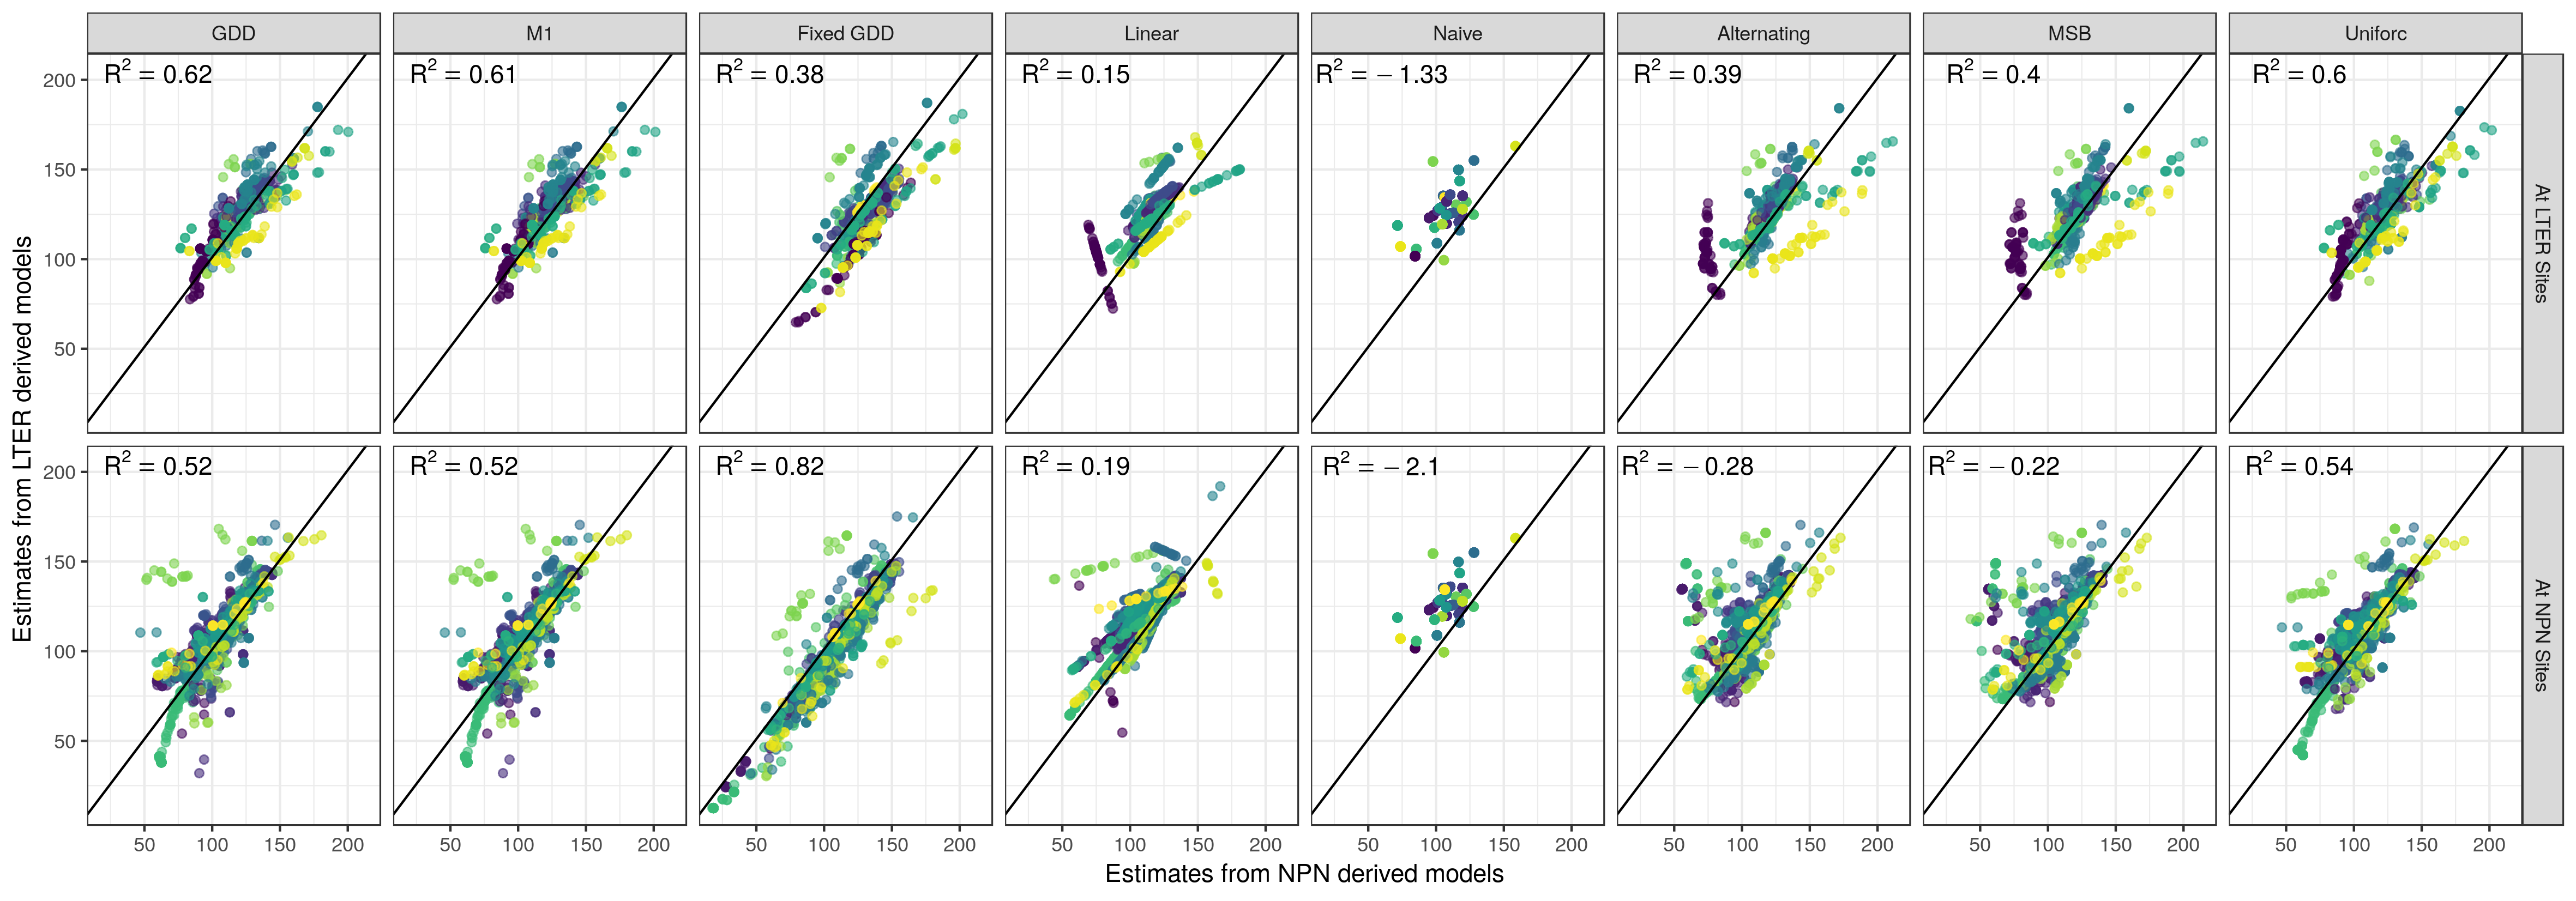 GDD M1 Fixed GDD Linear Naive Alternating MSB Uniforc
R² = 0.62 R² = 0.61 R² = 0.38 R² = 0.15 R² = − 1.33 R² = 0.39 R² = 0.4 R² = 0.6
200
150
100
50
At LTER Sites
Estimates from LTER derived models
R² = 0.52 R² = 0.52 R² = 0.82 R² = 0.19 R² = − 2.1 R² = − 0.28 R² = − 0.22 R² = 0.54
200
150
100
50
At NPN Sites
50 100 150 200 50 100 150 200 50 100 150 200 50 100 150 200 50 100 150 200 50 100 150 200 50 100 150 200 50 100 150 200
Estimates from NPN derived models